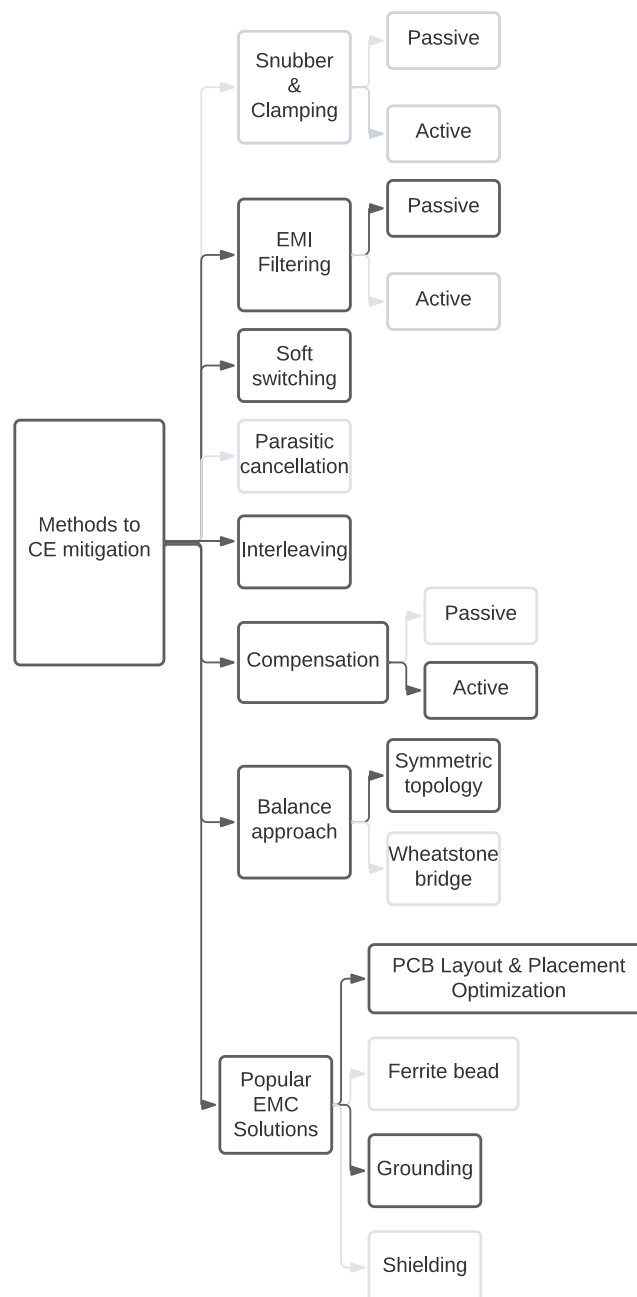 Passive
Snubber
&
Clamping
Active
Passive
EMI
Filtering
Active
Soft
switching
Parasitic
cancellation
Methods to
CE mitigation
Interleaving
Passive
Compensation
Active
Symmetric
topology
Balance
approach
Wheatstone
bridge
PCB Layout & Placement
Optimization
Ferrite bead
Popular
EMC
Solutions
Grounding
Shielding